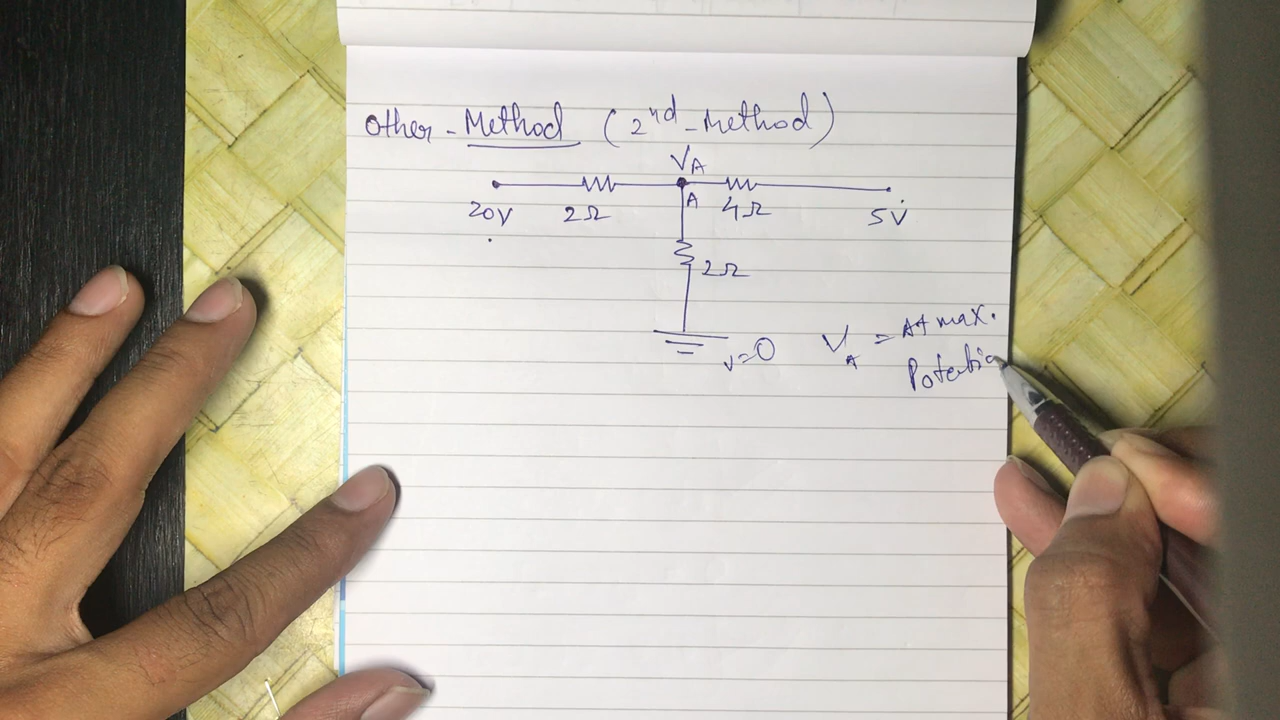 Other - Method (2nd - Method)
VA
20V 2Ω A 4Ω 5V
2Ω
V=0
VA = At max.
Potentia